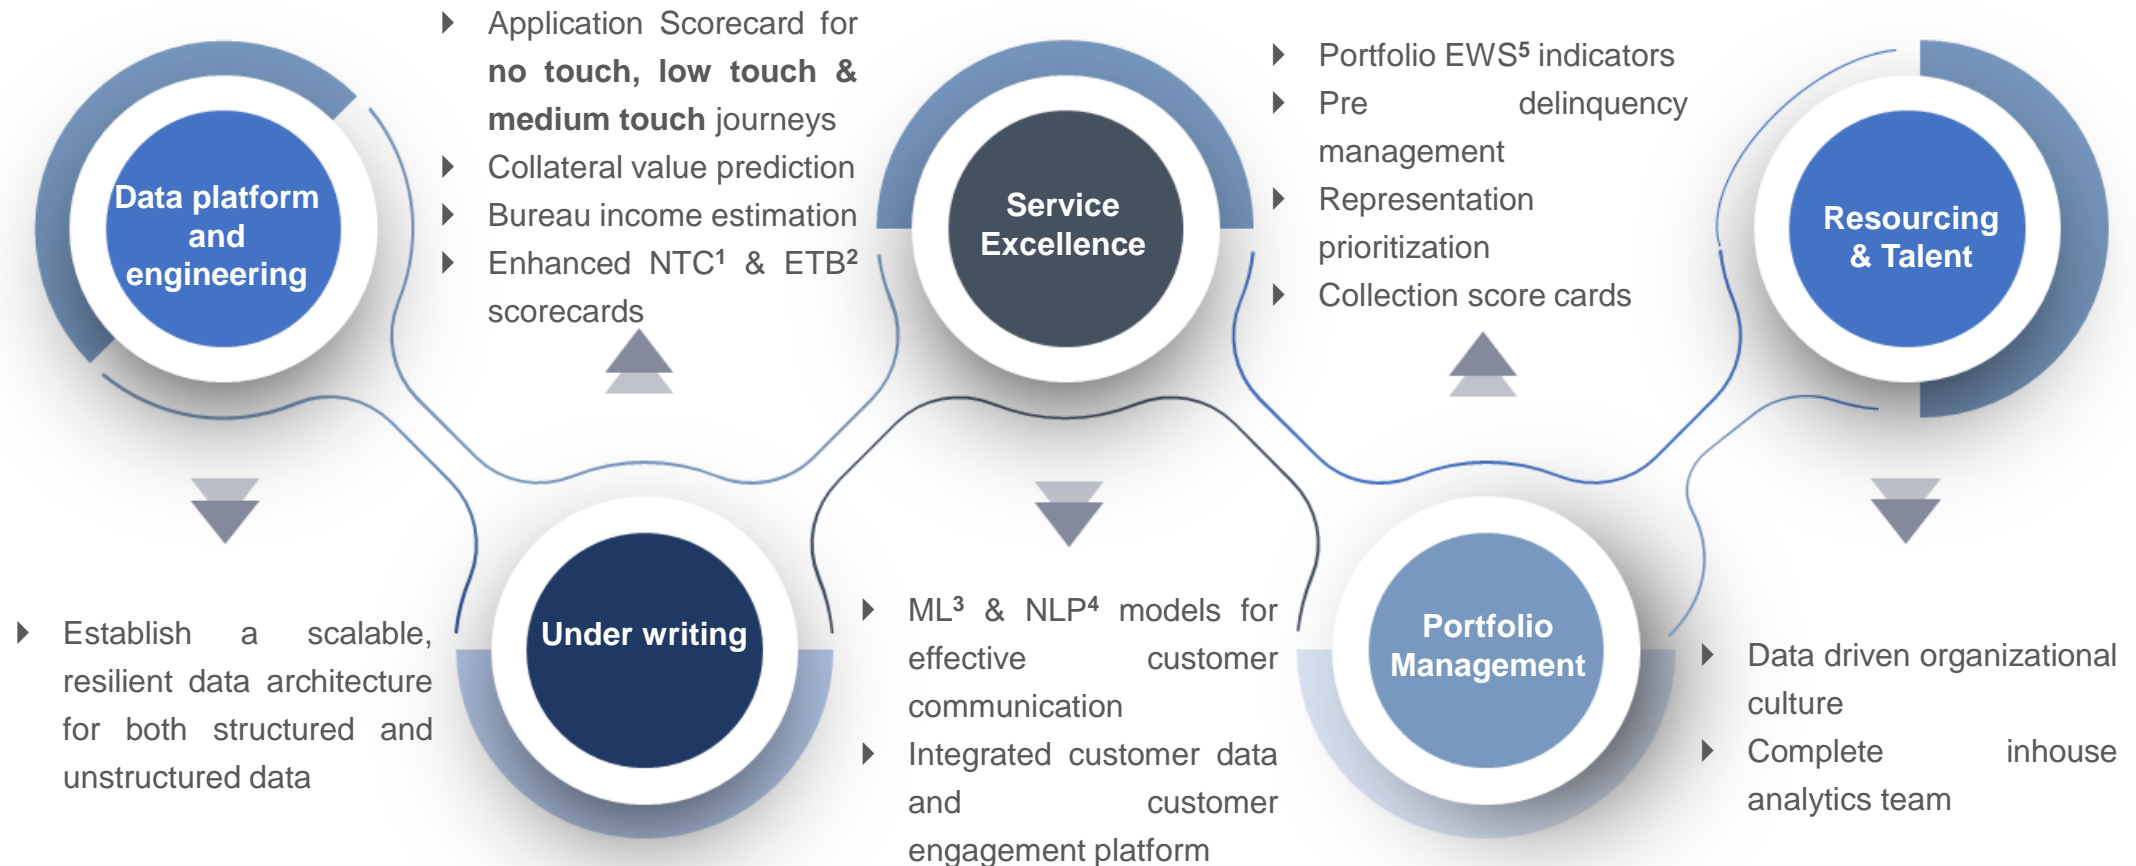 Data platform
and
engineering
Establish a scalable,
resilient data architecture
for both structured and
unstructured data
Application Scorecard for
no touch, low touch &
medium touch journeys
Collateral value prediction
Bureau income estimation
Enhanced NTC¹ & ETB²
scorecards
Under writing
Service
Excellence
ML³ & NLP⁴ models for
effective customer
communication
Integrated customer data
and customer
engagement platform
Portfolio EWS⁵ indicators
Pre delinquency
management
Representation
prioritization
Collection score cards
Portfolio
Management
Resourcing
& Talent
Data driven organizational
culture
Complete inhouse
analytics team